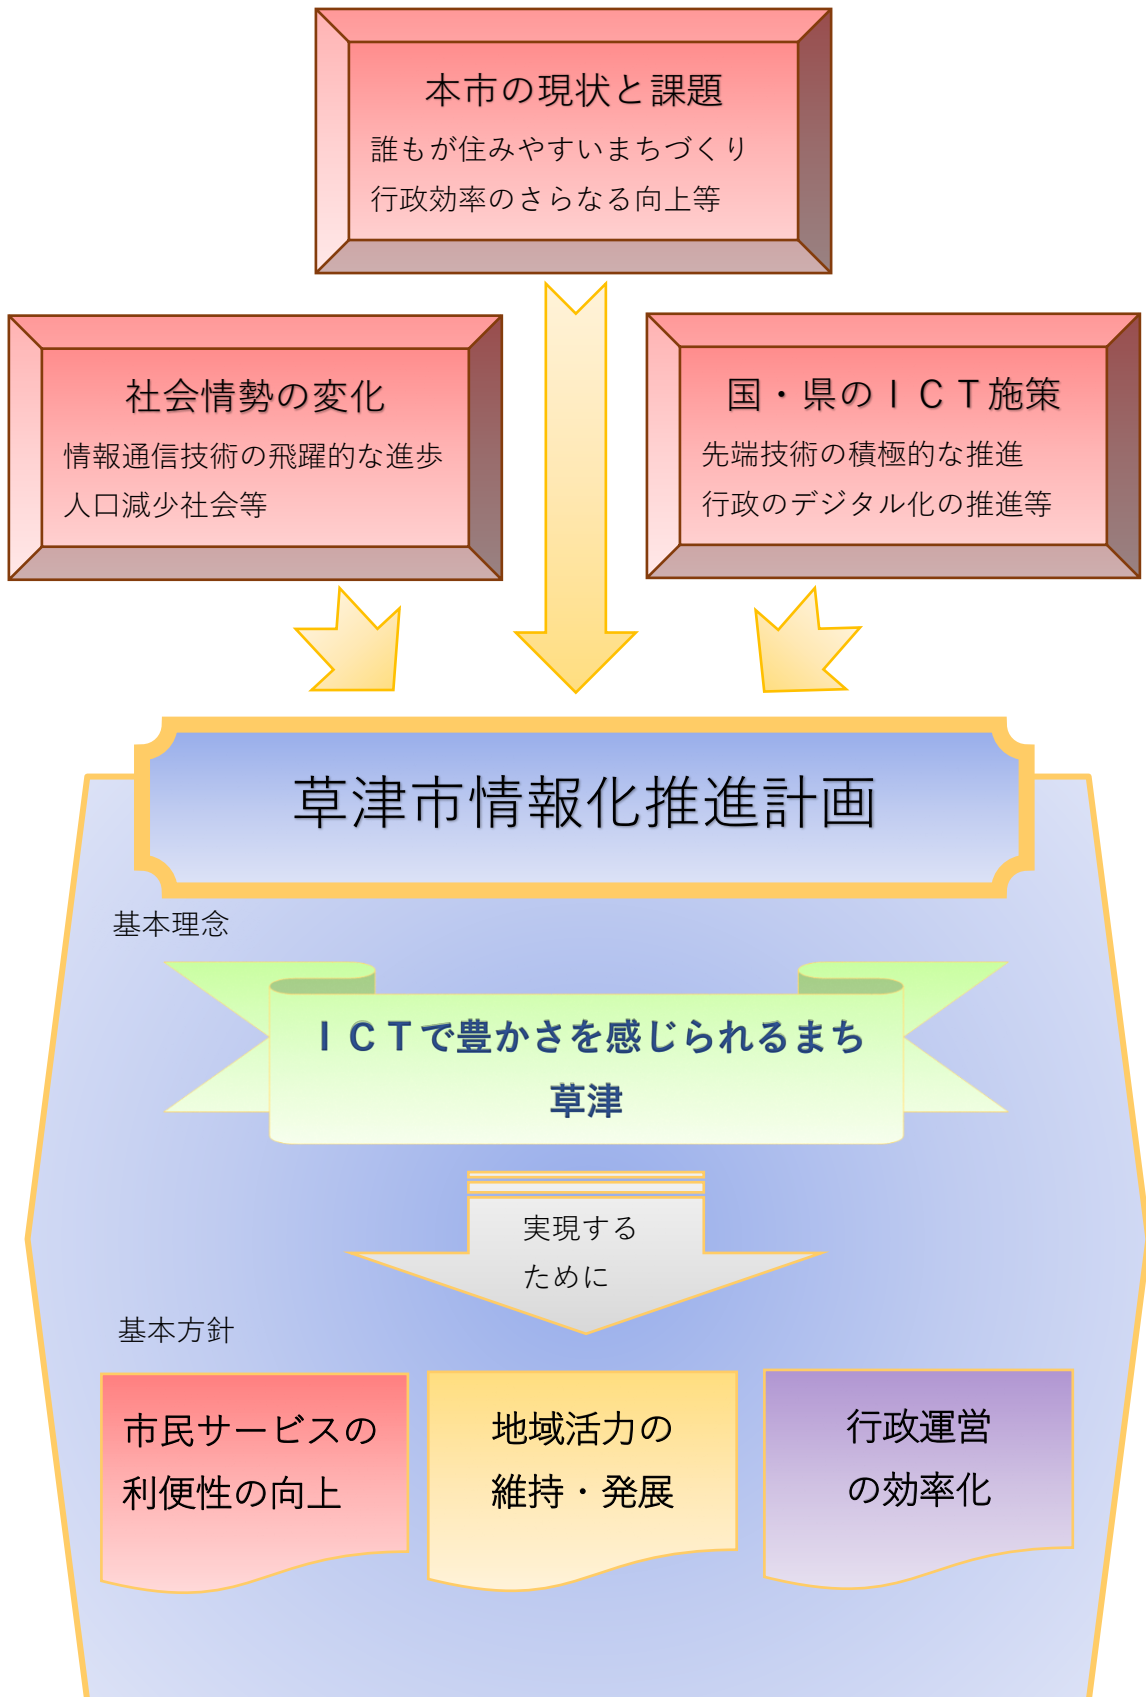 本市の現状と課題
誰もが住みやすいまちづくり
行政効率のさらなる向上等
社会情勢の変化
情報通信技術の飛躍的な進歩
人口減少社会等
国・県のＩＣＴ施策
先端技術の積極的な推進
行政のデジタル化の推進等
草津市情報化推進計画
基本理念
ＩＣＴで豊かさを感じられるまち
草津
実現する
ために
基本方針
市民サービスの
利便性の向上
地域活力の
維持・発展
行政運営
の効率化